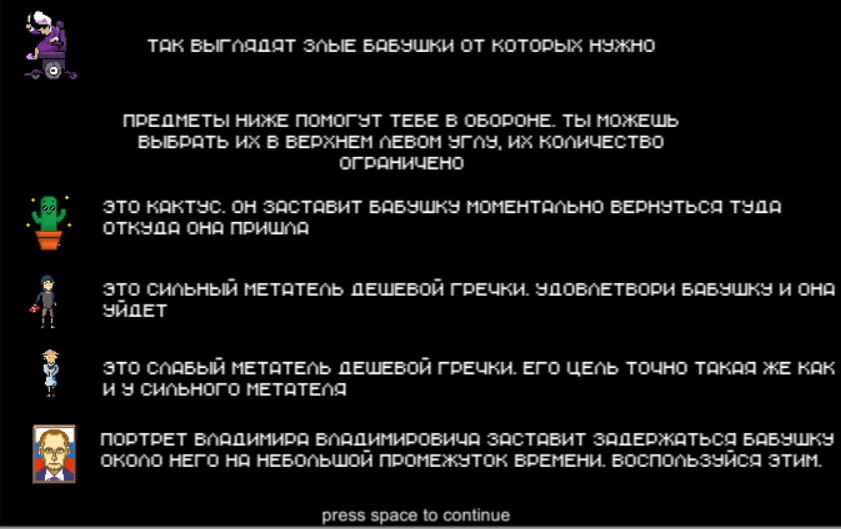 ТАК ВЫГЛЯДЯТ ЗЛЫЕ БАБУШКИ ОТ КОТОРЫХ НУЖНО
ПРЕДМЕТЫ НИЖЕ ПОМОГУТ ТЕБЕ В ОБОРОНЕ. ТЫ МОЖЕШЬ
ВЫБРАТЬ ИХ В ВЕРХНЕМ ЛЕВОМ УГЛУ, ИХ КОЛИЧЕСТВО
ОГРАНИЧЕНО
ЭТО КАКТУС. ОН ЗАСТАВИТ БАБУШКУ МОМЕНТАЛЬНО ВЕРНУТЬСЯ ТУДА
ОТКУДА ОНА ПРИШЛА
ЭТО СИЛЬНЫЙ МЕТАТЕЛЬ ДЕШЕВОЙ ГРЕЧКИ. УДОВЛЕТВОРИ БАБУШКУ И ОНА
УЙДЕТ
ЭТО СЛАБЫЙ МЕТАТЕЛЬ ДЕШЕВОЙ ГРЕЧКИ. ЕГО ЦЕЛЬ ТОЧНО ТАКАЯ ЖЕ КАК
И У СИЛЬНОГО МЕТАТЕЛЯ
ПОРТРЕТ ВЛАДИМИРА ВЛАДИМИРОВИЧА ЗАСТАВИТ ЗАДЕРЖАТЬСЯ БАБУШКУ
ОКОЛО НЕГО НА НЕБОЛЬШОЙ ПРОМЕЖУТОК ВРЕМЕНИ. ВОСПОЛЬЗУЙСЯ ЭТИМ.
press space to continue